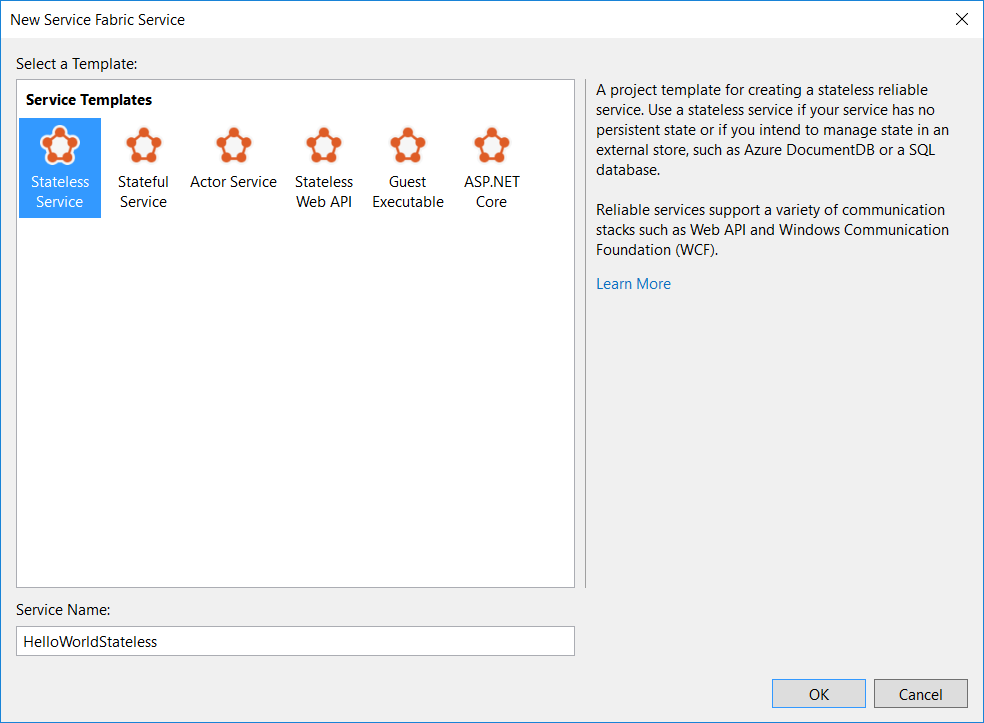 New Service Fabric Service
Select a Template:
Service Templates
Stateless
Service
Stateful
Service
Actor Service
Stateless
Web API
Guest
Executable
ASP.NET
Core
A project template for creating a stateless reliable
service. Use a stateless service if your service has no
persistent state or if you intend to manage state in an
external store, such as Azure DocumentDB or a SQL
database.
Reliable services support a variety of communication
stacks such as Web API and Windows Communication
Foundation (WCF).
Learn More
Service Name:
HelloWorldStateless
OK
Cancel